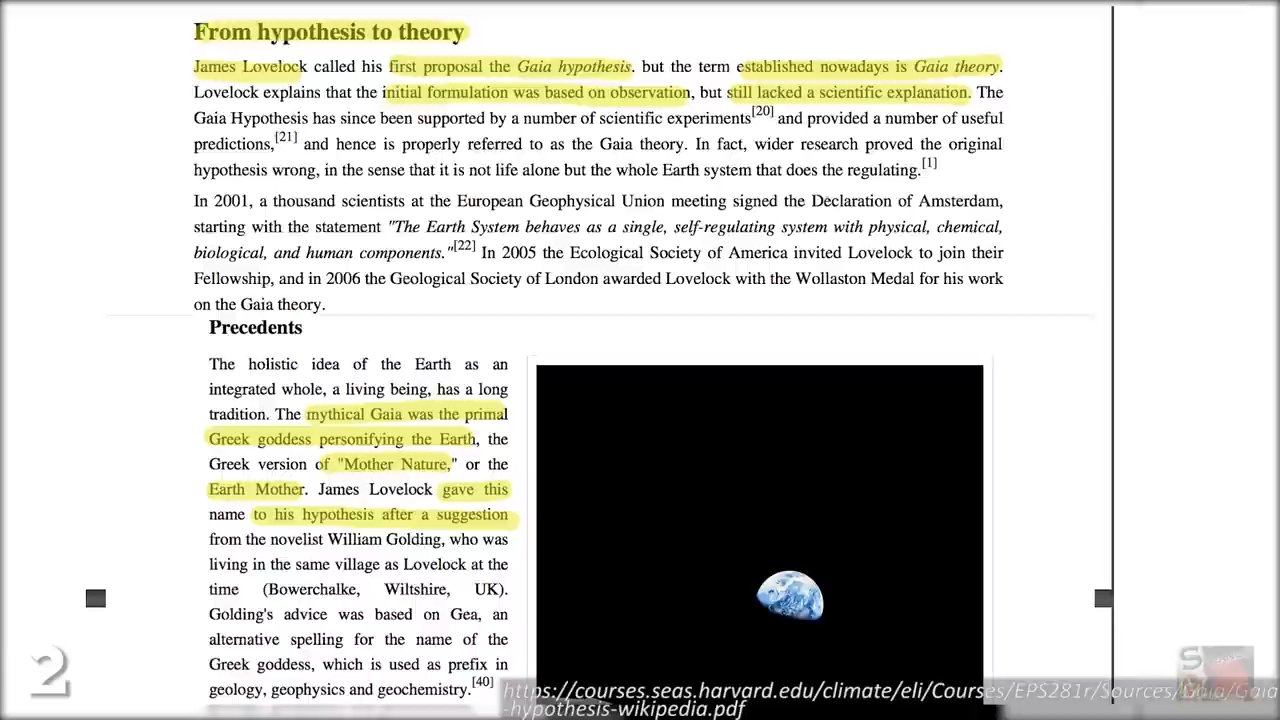 From hypothesis to theory
James Lovelock called his first proposal the Gaia hypothesis. but the term established nowadays is Gaia theory.
Lovelock explains that the initial formulation was based on observation, but still lacked a scientific explanation. The
Gaia Hypothesis has since been supported by a number of scientific experiments[20] and provided a number of useful
predictions,[21] and hence is properly referred to as the Gaia theory. In fact, wider research proved the original
hypothesis wrong, in the sense that it is not life alone but the whole Earth system that does the regulating.[1]
In 2001, a thousand scientists at the European Geophysical Union meeting signed the Declaration of Amsterdam,
starting with the statement "The Earth System behaves as a single, self-regulating system with physical, chemical,
biological, and human components."[22] In 2005 the Ecological Society of America invited Lovelock to join their
Fellowship, and in 2006 the Geological Society of London awarded Lovelock with the Wollaston Medal for his work
on the Gaia theory.
Precedents
The holistic idea of the Earth as an
integrated whole, a living being, has a long
tradition. The mythical Gaia was the primal
Greek goddess personifying the Earth, the
Greek version of "Mother Nature," or the
Earth Mother. James Lovelock gave this
name to his hypothesis after a suggestion
from the novelist William Golding, who was
living in the same village as Lovelock at the
time (Bowerchalke, Wiltshire, UK).
Golding's advice was based on Gea, an
alternative spelling for the name of the
Greek goddess, which is used as prefix in
geology, geophysics and geochemistry.[40]
2
https://courses.seas.harvard.edu/climate/eli/Courses/EPS281r/Sources/Gaia/Gaia
-hypothesis-wikipedia.pdf